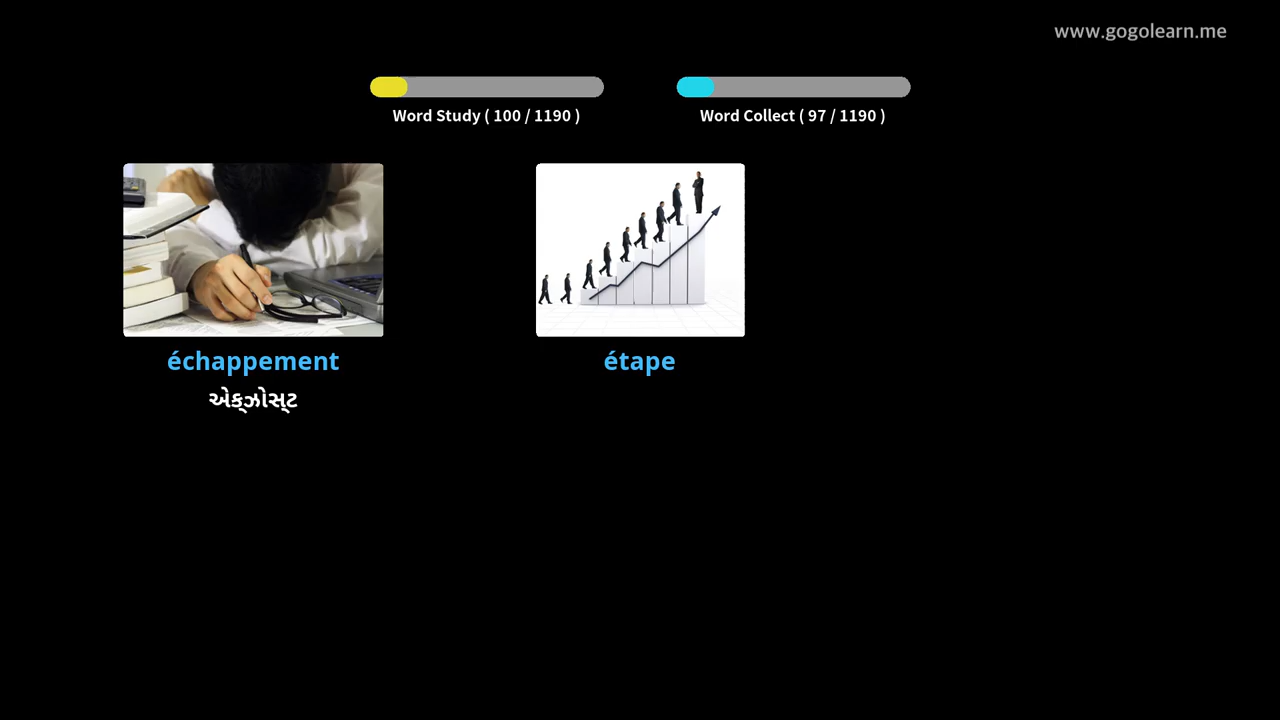 www.gogolearn.me
Word Study ( 100 / 1190 )
Word Collect ( 97 / 1190 )
échappement
étape
એક્ઝોસ્ટ